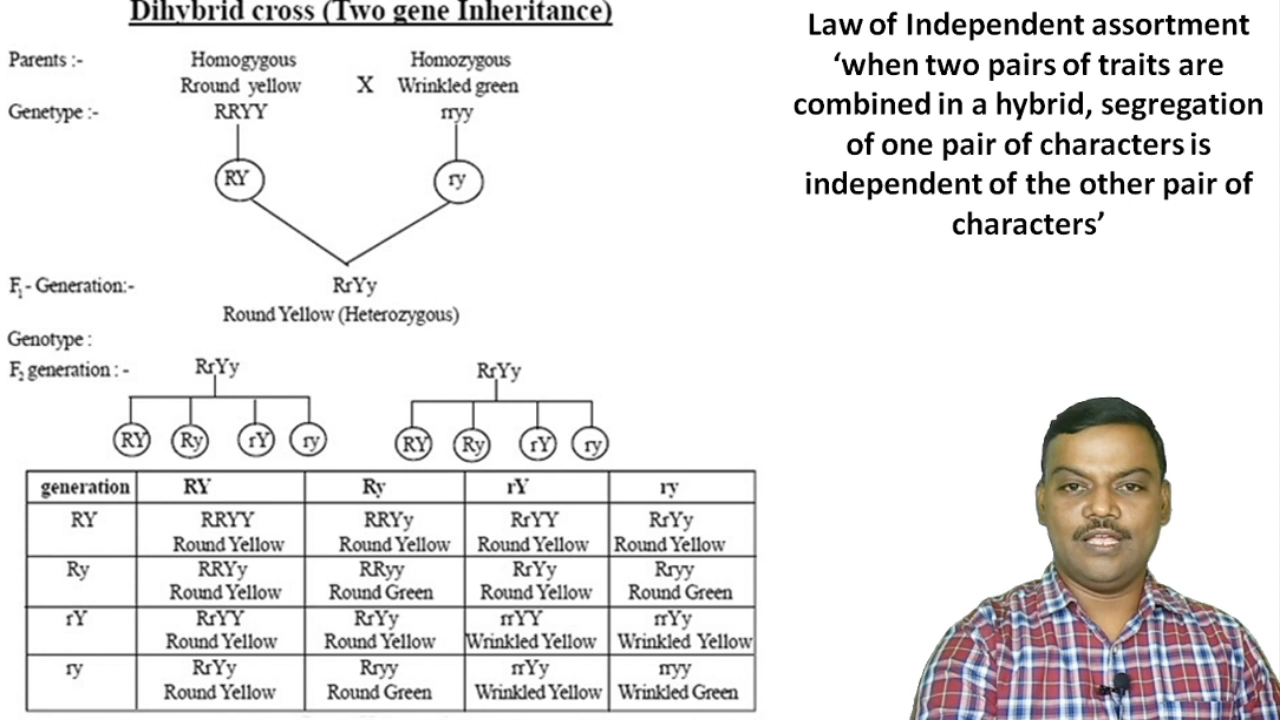 Dihybrid cross (Two gene Inheritance)
Parents :- Homogygous Homozygous
Rround yellow X Wrinkled green
Genetype :- RRYY rryy
RY ry
F1 - Generation:- RrYy
Round Yellow (Heterozygous)
Genotype :
F2 generation : - RrYy RrYy
RY Ry rY ry RY Ry rY ry
generation RY Ry rY ry
RY RRYY RRYy RrYY RrYy
Round Yellow Round Yellow Round Yellow Round Yellow
Ry RRYy RRyy RrYy Rryy
Round Yellow Round Green Round Yellow Round Green
rY RrYY RrYy rrYY rrYy
Round Yellow Round Yellow Wrinkled Yellow Wrinkled Yellow
ry RrYy Rryy rrYy rryy
Round Yellow Round Green Wrinkled Yellow Wrinkled Green
Law of Independent assortment
‘when two pairs of traits are
combined in a hybrid, segregation
of one pair of characters is
independent of the other pair of
characters’